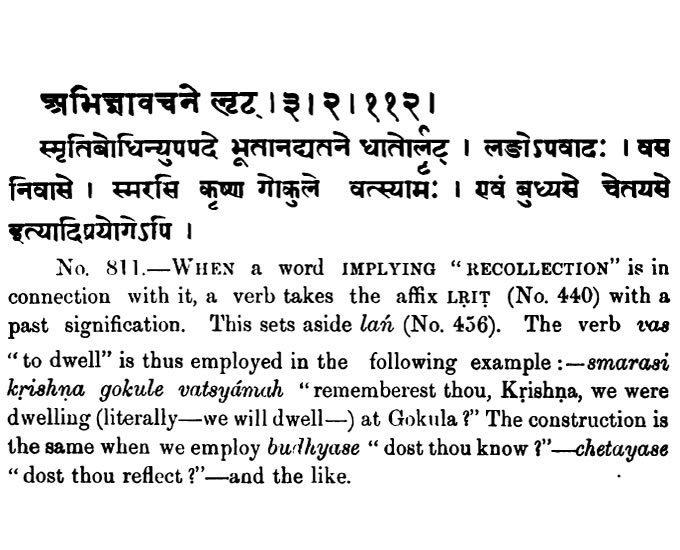 अभिज्ञावचने लृट् । ३ । २ । ११२ ।
स्मृतिबोधिन्युपपदे भूतानद्यतने धातोर्लृट् । लङोऽपवादः । वस
निवासे । स्मरसि कृष्ण गोकुले वत्स्यामः । एवं बुध्यसे चेतयसे
इत्यादिप्रयोगेऽपि ।
No. 811.—WHEN a word IMPLYING “RECOLLECTION” is in
connection with it, a verb takes the affix LṚIṬ (No. 440) with a
past signification. This sets aside lań (No. 456). The verb vas
“to dwell” is thus employed in the following example :—smarasi
kṛishṇa gokule vatsyámah “rememberest thou, Kṛishṇa, we were
dwelling (literally—we will dwell—) at Gokula ?” The construction is
the same when we employ budhyase “dost thou know ?”—chetayase
“dost thou reflect ?”—and the like.